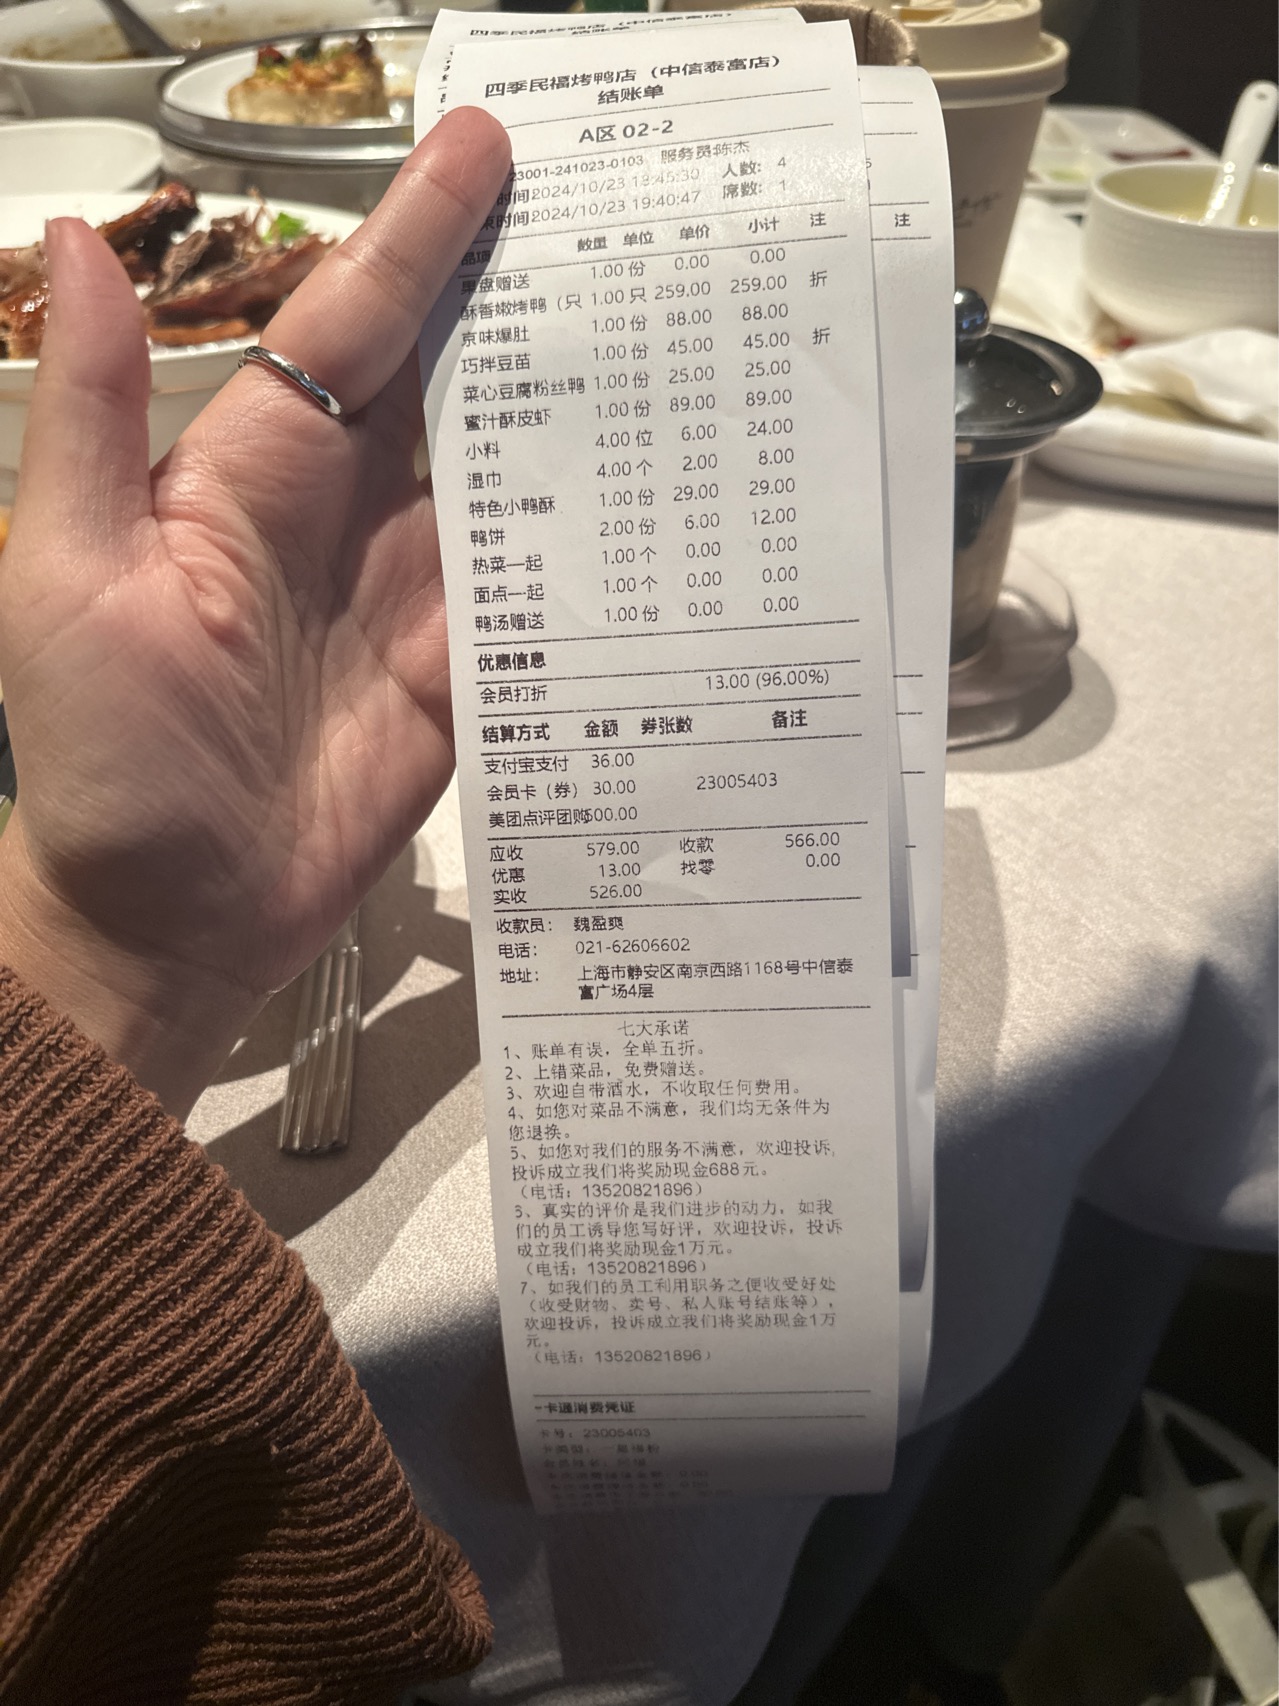 四季民福烤鸭店（中信泰富店）
结账单
四季民福烤鸭店（中信泰富店）
结账单
A区 02-2
23001-241023-0103 服务员:陈杰
时间2024/10/23 18:45:30 人数: 4
时间2024/10/23 19:40:47 席数: 1
品项 数量 单位 单价 小计 注
果盘赠送 1.00 份 0.00 0.00
酥香嫩烤鸭（只 1.00 只 259.00 259.00 折
京味爆肚 1.00 份 88.00 88.00
巧拌豆苗 1.00 份 45.00 45.00 折
菜心豆腐粉丝鸭 1.00 份 25.00 25.00
蜜汁酥皮虾 1.00 份 89.00 89.00
小料 4.00 位 6.00 24.00
湿巾 4.00 个 2.00 8.00
特色小鸭酥 1.00 份 29.00 29.00
鸭饼 2.00 份 6.00 12.00
热菜一起 1.00 个 0.00 0.00
面点一起 1.00 个 0.00 0.00
鸭汤赠送 1.00 份 0.00 0.00
优惠信息
会员打折 13.00 (96.00%)
结算方式 金额 券张数 备注
支付宝支付 36.00
会员卡（券） 30.00 23005403
美团点评团购500.00
应收 579.00 收款 566.00
优惠 13.00 找零 0.00
实收 526.00
收款员： 魏盈爽
电话： 021-62606602
地址： 上海市静安区南京西路1168号中信泰
富广场4层
七大承诺
1、账单有误，全单五折。
2、上错菜品，免费赠送。
3、欢迎自带酒水，不收取任何费用。
4、如您对菜品不满意，我们均无条件为
您退换。
5、如您对我们的服务不满意，欢迎投诉，
投诉成立我们将奖励现金688元。
（电话：13520821896）
6、真实的评价是我们进步的动力，如我
们的员工诱导您写好评，欢迎投诉，投诉
成立我们将奖励现金1万元。
（电话：13520821896）
7、如我们的员工利用职务之便收受好处
（收受财物、卖号、私人账号结账等），
欢迎投诉，投诉成立我们将奖励现金1万
元。
（电话：13520821896）
一卡通消费凭证
卡号：23005403
注